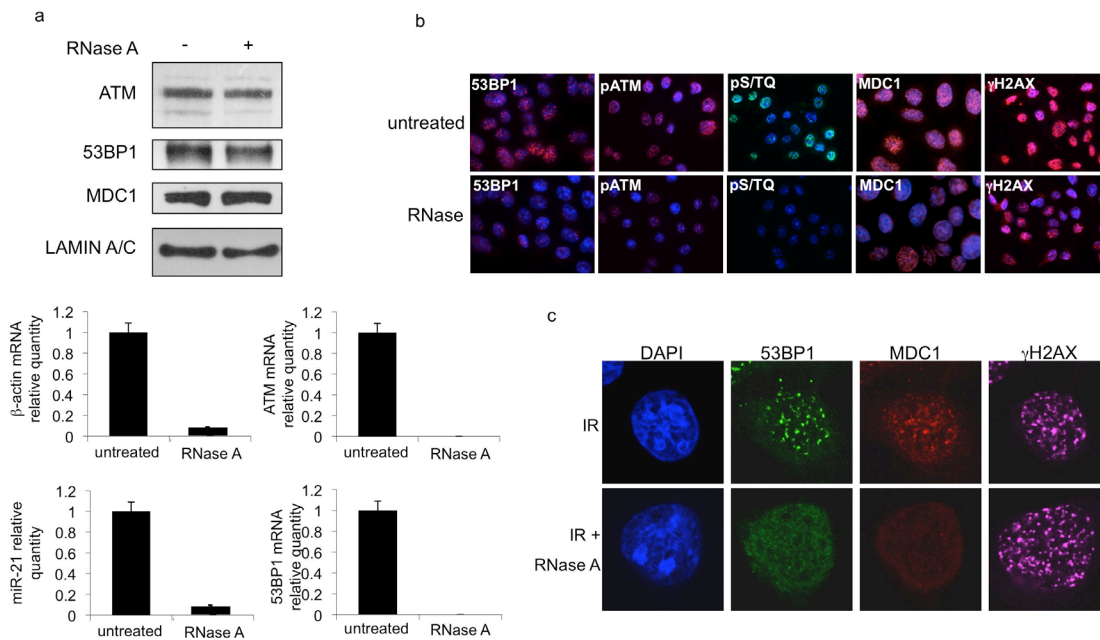 a
RNase A - +
ATM
53BP1
MDC1
LAMIN A/C
β-actin mRNA
relative quantity
1.2
1
0.8
0.6
0.4
0.2
0
untreated RNase A
ATM mRNA
relative quantity
1.2
1
0.8
0.6
0.4
0.2
0
untreated RNase A
miR-21 relative
quantity
1.2
1
0.8
0.6
0.4
0.2
0
untreated RNase A
53BP1 mRNA
relative quantity
1.2
1
0.8
0.6
0.4
0.2
0
untreated RNase A
b
untreated
53BP1 pATM pS/TQ MDC1 γH2AX
RNase
53BP1 pATM pS/TQ MDC1 γH2AX
c
DAPI 53BP1 MDC1 γH2AX
IR
IR +
RNase A